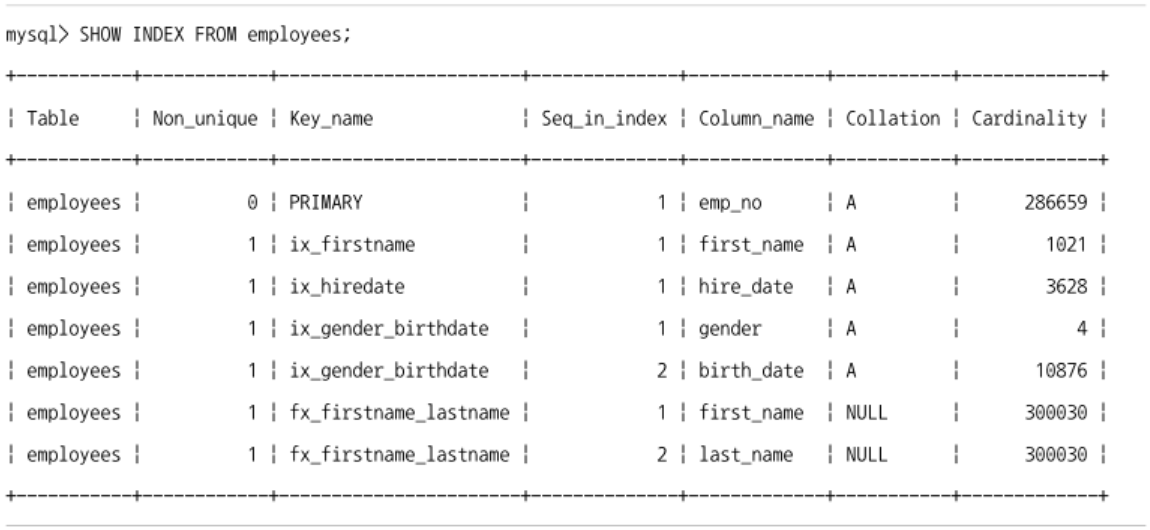 mysql> SHOW INDEX FROM employees;
+-----------+------------+----------------------+--------------+-------------+-----------+-------------+
| Table     | Non_unique | Key_name             | Seq_in_index | Column_name | Collation | Cardinality |
+-----------+------------+----------------------+--------------+-------------+-----------+-------------+
| employees |          0 | PRIMARY              |            1 | emp_no      | A         |      286659 |
| employees |          1 | ix_firstname         |            1 | first_name  | A         |        1021 |
| employees |          1 | ix_hiredate          |            1 | hire_date   | A         |        3628 |
| employees |          1 | ix_gender_birthdate  |            1 | gender      | A         |           4 |
| employees |          1 | ix_gender_birthdate  |            2 | birth_date  | A         |       10876 |
| employees |          1 | fx_firstname_lastname |            1 | first_name  | NULL      |      300030 |
| employees |          1 | fx_firstname_lastname |            2 | last_name   | NULL      |      300030 |
+-----------+------------+----------------------+--------------+-------------+-----------+-------------+